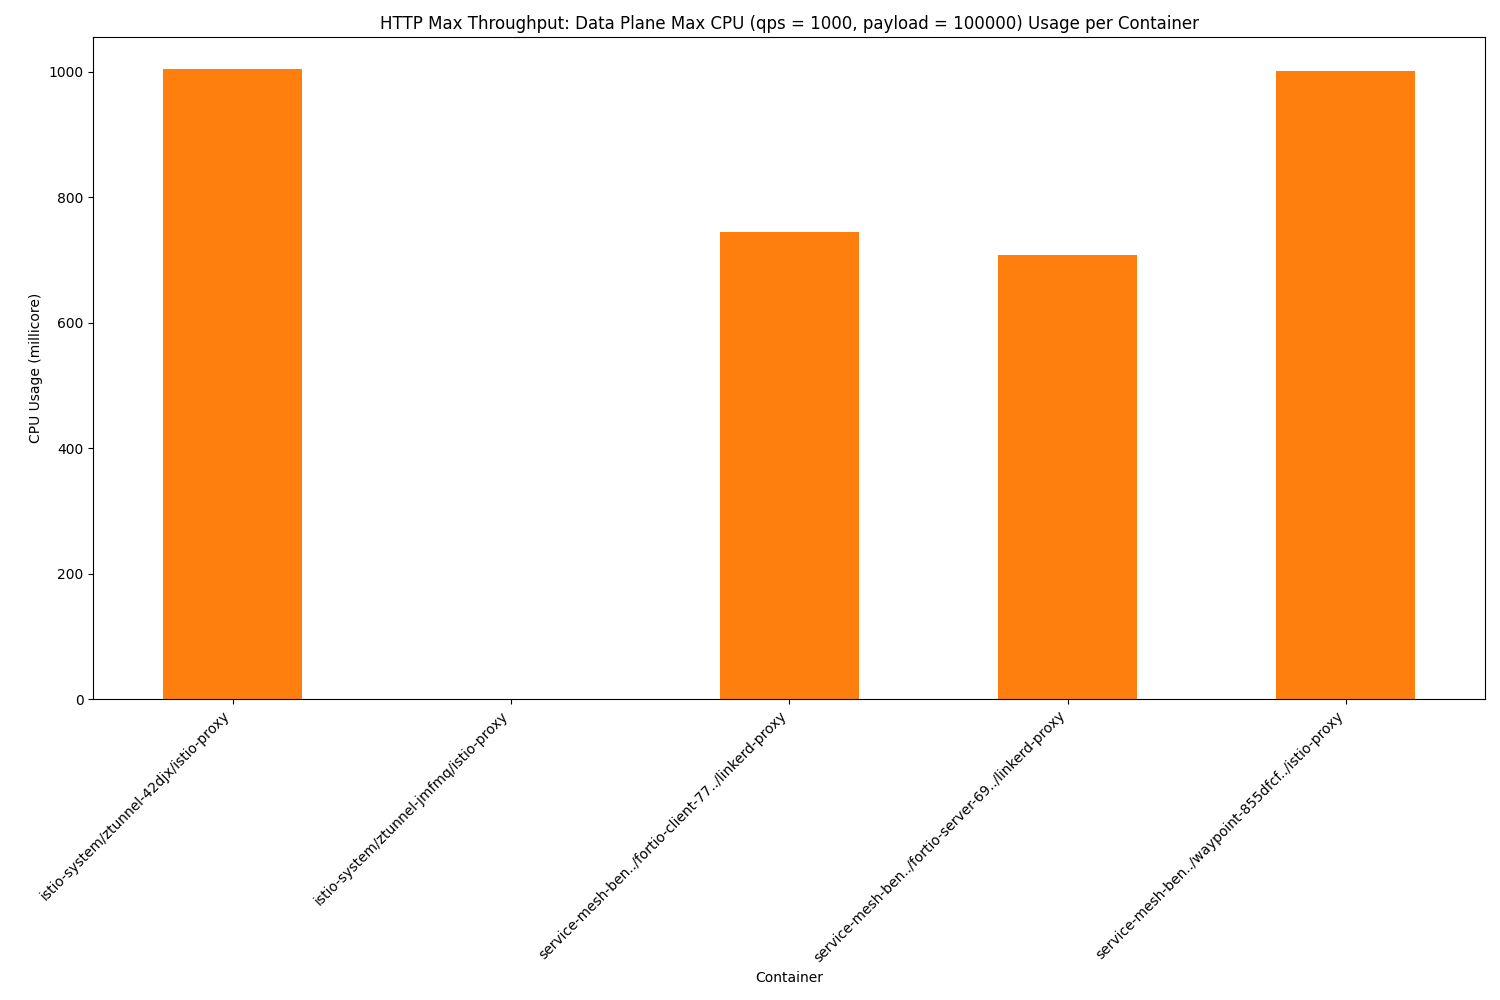 HTTP Max Throughput: Data Plane Max CPU (qps = 1000, payload = 100000) Usage per Container
CPU Usage (millicore)
1000
800
600
400
200
0
istio-system/ztunnel-42djx/istio-proxy
istio-system/ztunnel-jmfmq/istio-proxy
service-mesh-ben../fortio-client-77../linkerd-proxy
service-mesh-ben../fortio-server-69../linkerd-proxy
service-mesh-ben../waypoint-855dfcf../istio-proxy
Container